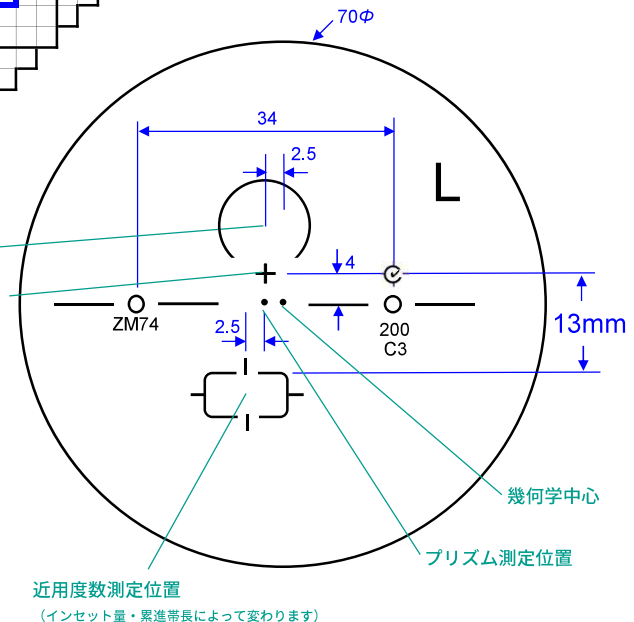 70Φ
34
2.5
L
4
ZM74
200
C3
2.5
13mm
幾何学中心
プリズム測定位置
近用度数測定位置
（インセット量・累進帯長によって変わります）